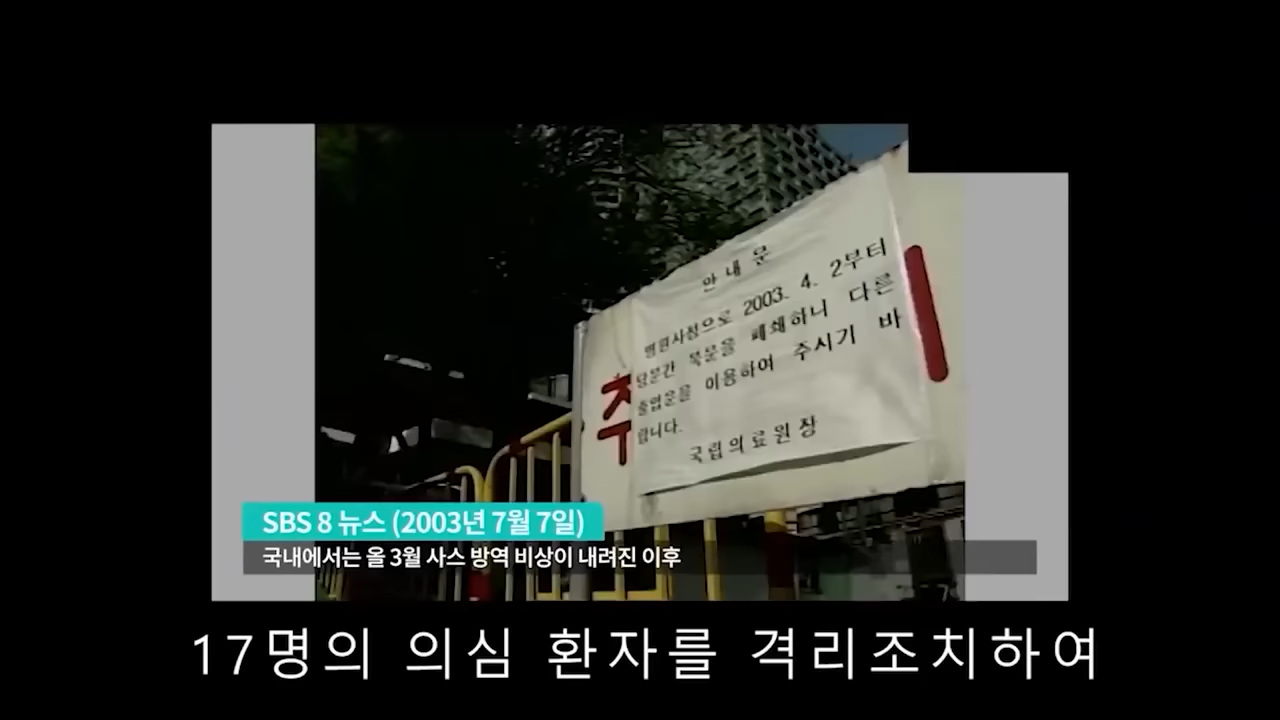 안내문
병원사정으로 2003. 4. 2부터
당분간 북문을 폐쇄하니 다른
출입문을 이용하여 주시기 바
랍니다.
국립의료원장
주
SBS 8 뉴스 (2003년 7월 7일)
국내에서는 올 3월 사스 방역 비상이 내려진 이후
17명의 의심 환자를 격리조치하여